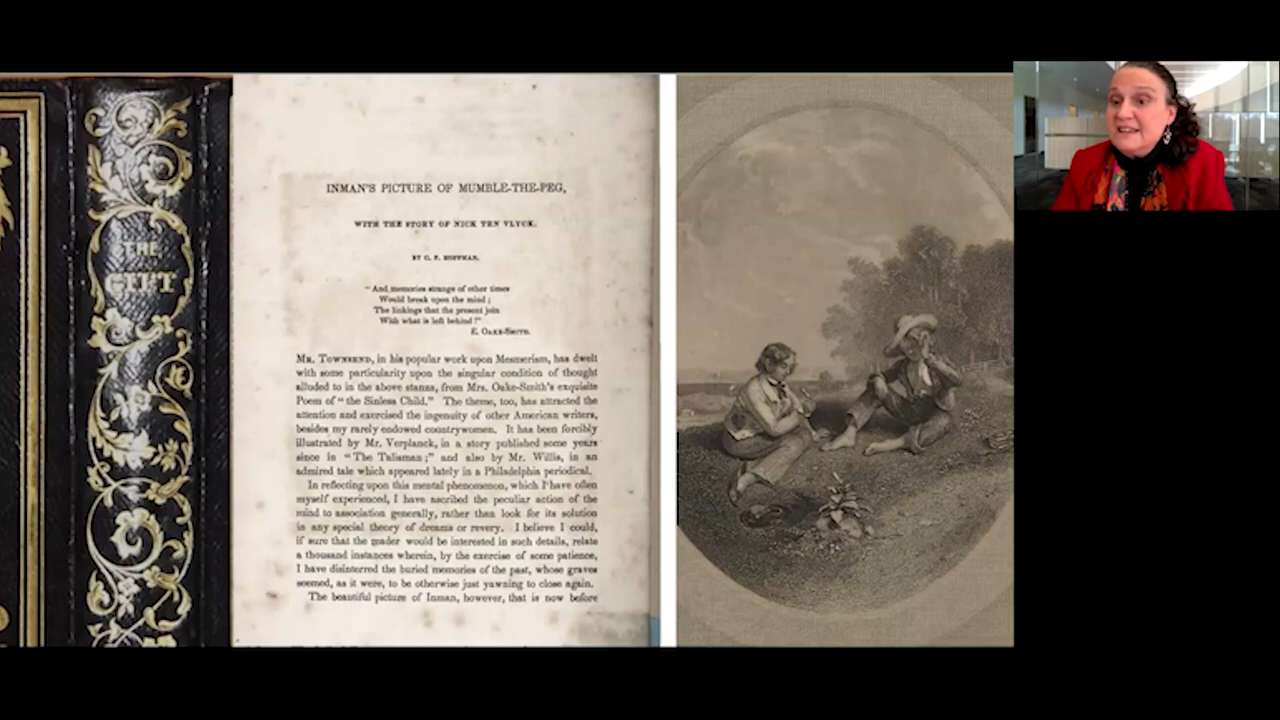 THE
GIFT
INMAN'S PICTURE OF MUMBLE-THE-PEG,
WITH THE STORY OF NICK TEN VLYCK.
BY C. F. HOFFMAN.
"And memories strange of other times
Would break upon the mind;
The linkings that the present join
With what is left behind!"
E. OAKE-SMITH.
MR. TOWNSEND, in his popular work upon Mesmerism, has dwelt
with some particularity upon the singular condition of thought
alluded to in the above stanza, from Mrs. Oake-Smith's exquisite
Poem of "the Sinless Child." The theme, too, has attracted the
attention and exercised the ingenuity of other American writers,
besides my rarely endowed countrywomen. It has been forcibly
illustrated by Mr. Verplanck, in a story published some years
since in "The Talisman;" and also by Mr. Willis, in an
admired tale which appeared lately in a Philadelphia periodical.
In reflecting upon this mental phenomenon, which I have often
myself experienced, I have ascribed the peculiar action of the
mind to association generally, rather than look for its solution
in any special theory of dreams or revery. I believe I could,
if sure that the reader would be interested in such details, relate
a thousand instances wherein, by the exercise of some patience,
I have disinterred the buried memories of the past, whose graves
seemed, as it were, to be otherwise just yawning to close again.
The beautiful picture of Inman, however, that is now before